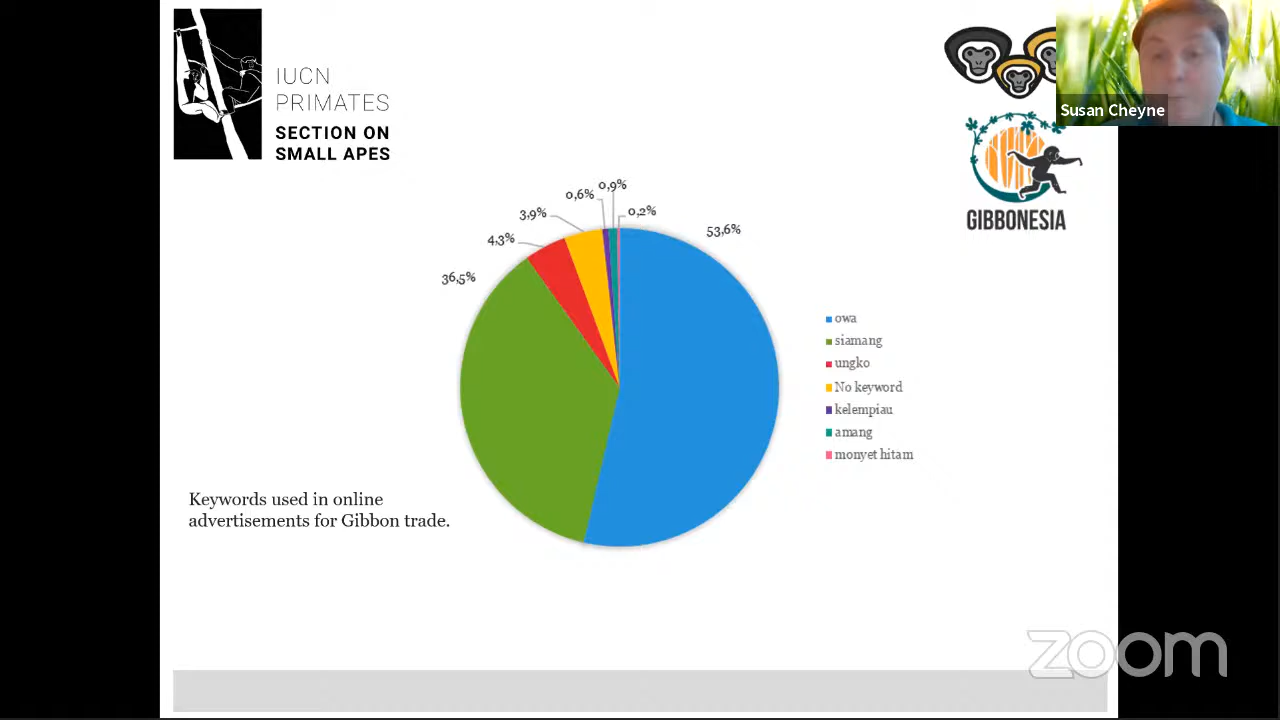 IUCN
PRIMATES
SECTION ON
SMALL APES
Susan Cheyne
GIBBONESIA
0,9%
0,6%
0,2%
3,9%
53,6%
4,3%
36,5%
owa
siamang
ungko
No keyword
kelempiau
amang
monyet hitam
Keywords used in online
advertisements for Gibbon trade.
zoom